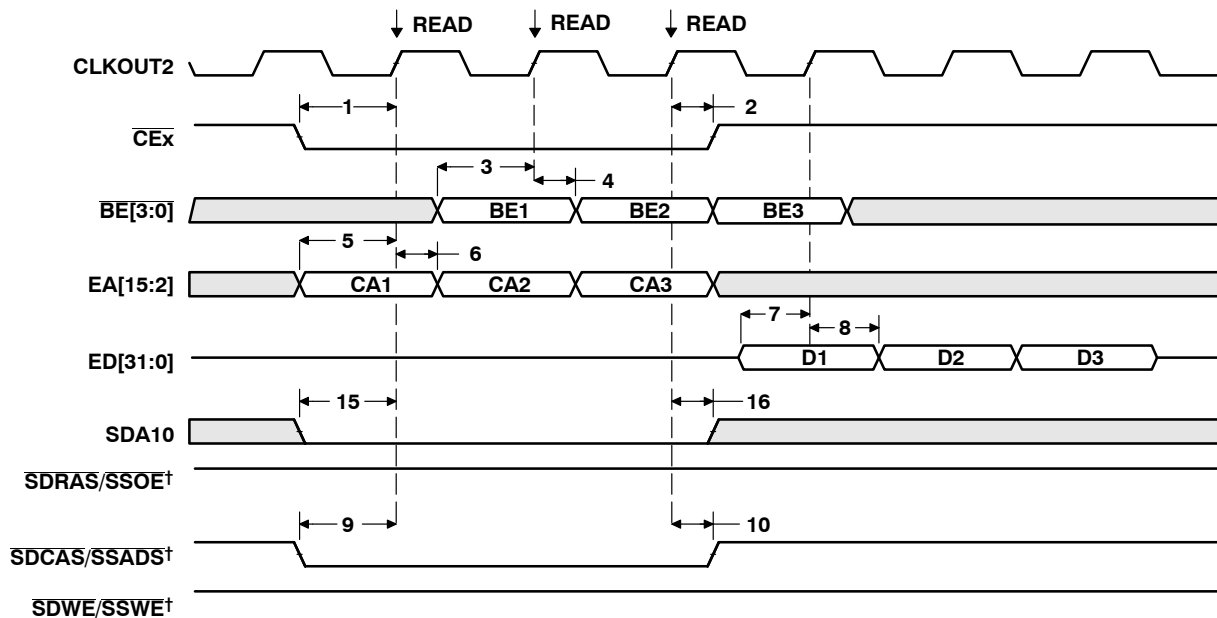 READ READ READ
CLKOUT2
1 2
CEx
3 4
BE[3:0] BE1 BE2 BE3
5 6
EA[15:2] CA1 CA2 CA3
7 8
ED[31:0] D1 D2 D3
15 16
SDA10
SDRAS/SSOE†
9 10
SDCAS/SSADS†
SDWE/SSWE†